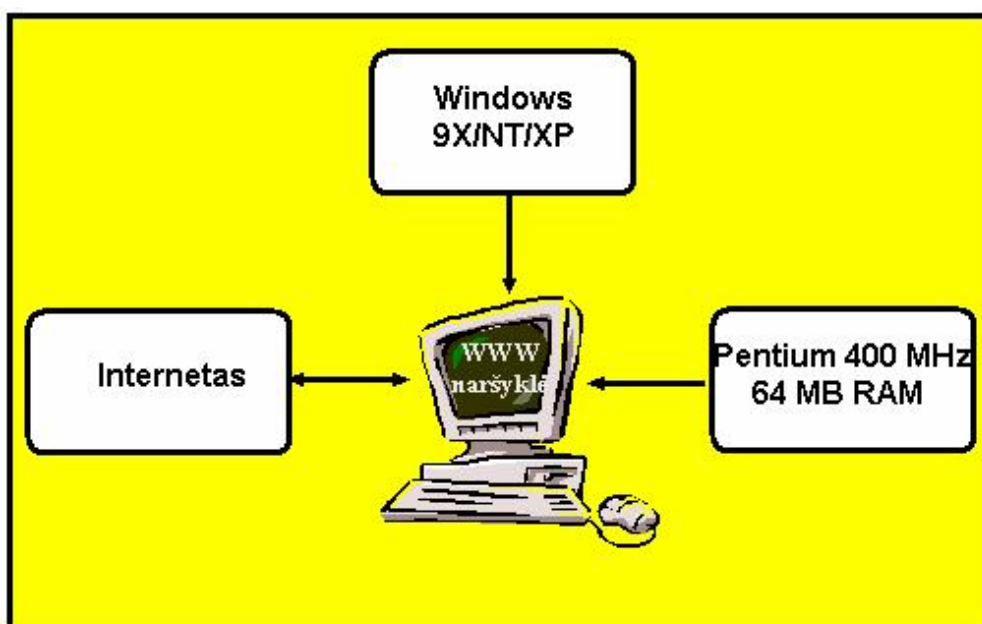 Windows
9X/NT/XP
Internetas
WWW
naršyklė
Pentium 400 MHz
64 MB RAM